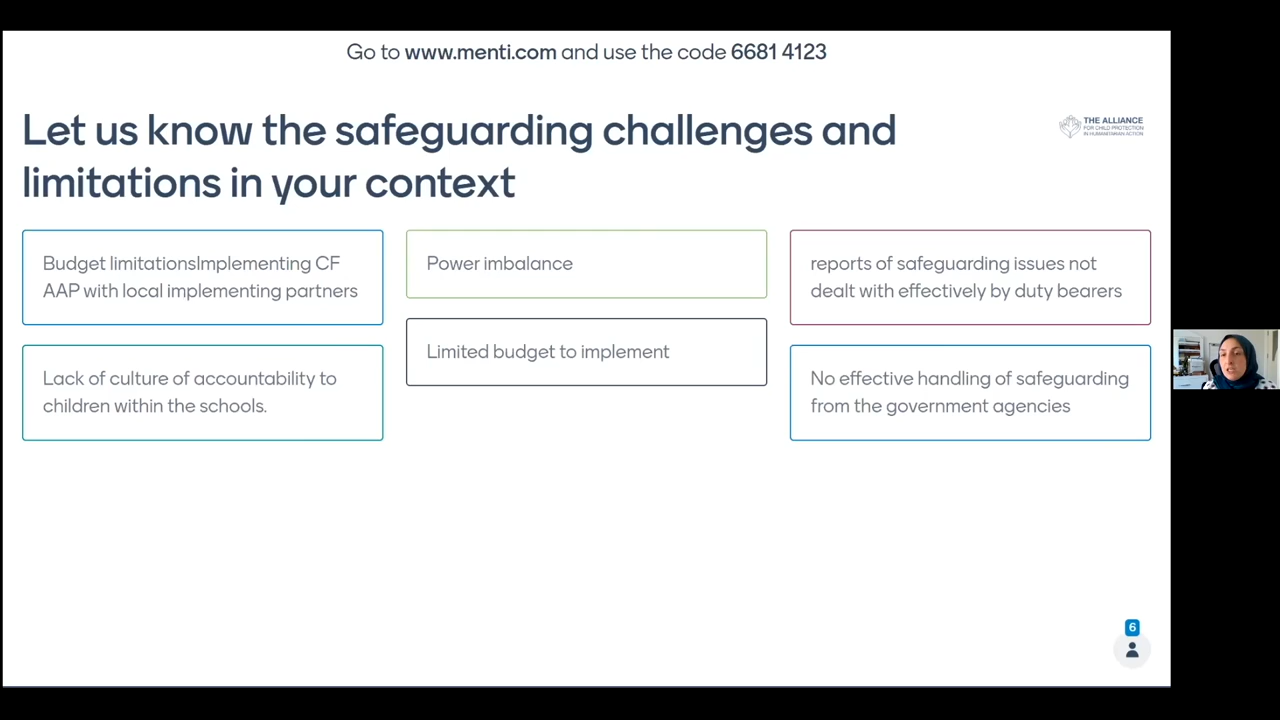 Go to www.menti.com and use the code 6681 4123
Let us know the safeguarding challenges and
limitations in your context
THE ALLIANCE
FOR CHILD PROTECTION
IN HUMANITARIAN ACTION
Budget limitationsImplementing CF
AAP with local implementing partners
Lack of culture of accountability to
children within the schools.
Power imbalance
Limited budget to implement
reports of safeguarding issues not
dealt with effectively by duty bearers
No effective handling of safeguarding
from the government agencies
6